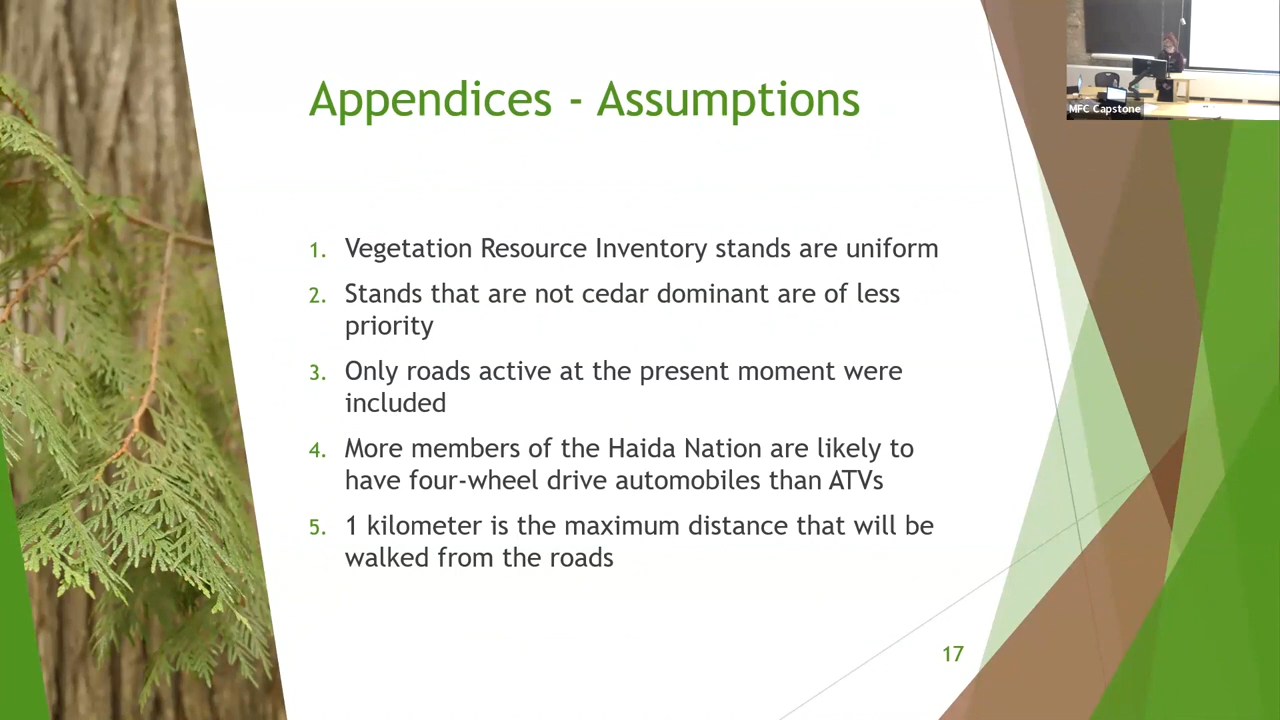 MFC Capstone
Appendices - Assumptions
1. Vegetation Resource Inventory stands are uniform
2. Stands that are not cedar dominant are of less
priority
3. Only roads active at the present moment were
included
4. More members of the Haida Nation are likely to
have four-wheel drive automobiles than ATVs
5. 1 kilometer is the maximum distance that will be
walked from the roads
17